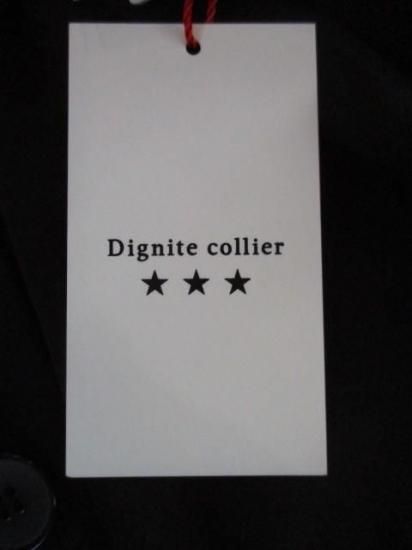 Dignite collier
★ ★ ★